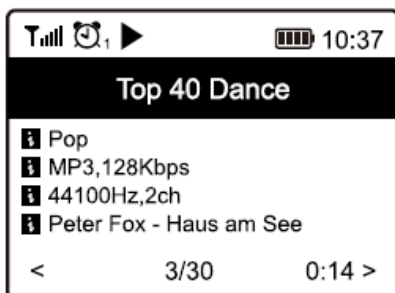 1 10:37
Top 40 Dance
i Pop
i MP3,128Kbps
i 44100Hz,2ch
i Peter Fox - Haus am See
< 3/30 0:14 >